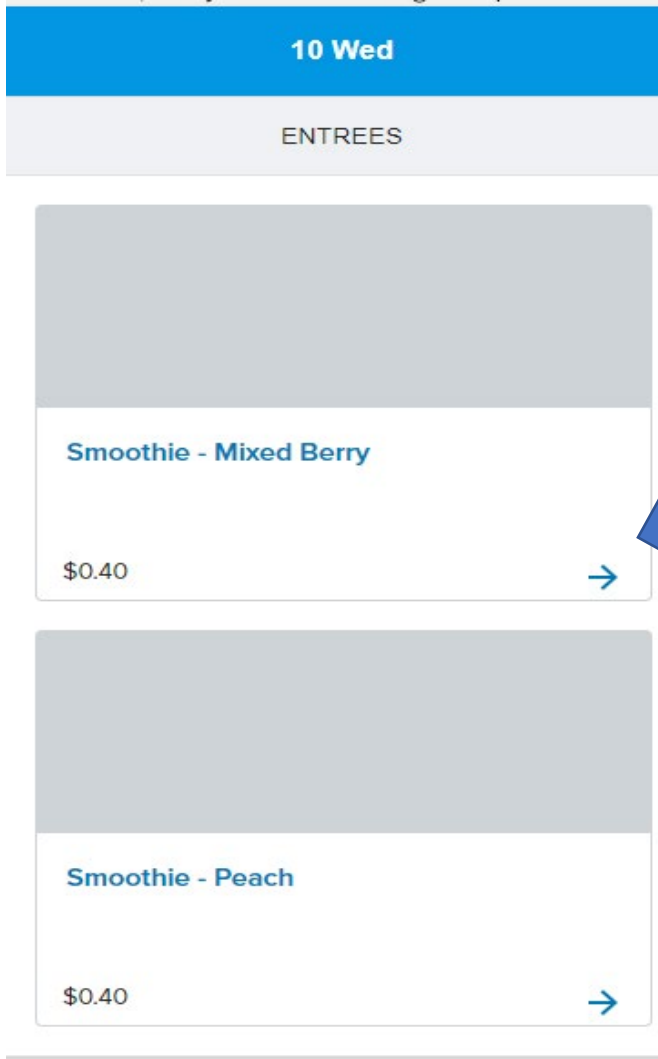 10 Wed
ENTREES
Smoothie - Mixed Berry
$0.40
Smoothie - Peach
$0.40